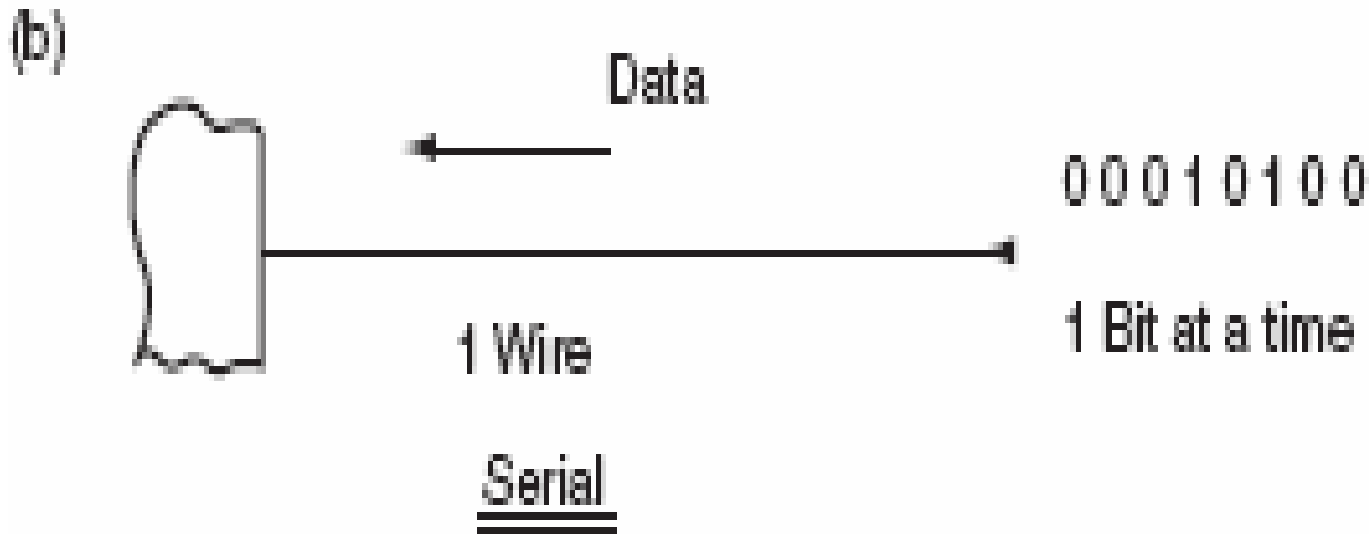 (b)
Data
0 0 0 1 0 1 0 0
1 Wire
1 Bit at a time
Serial